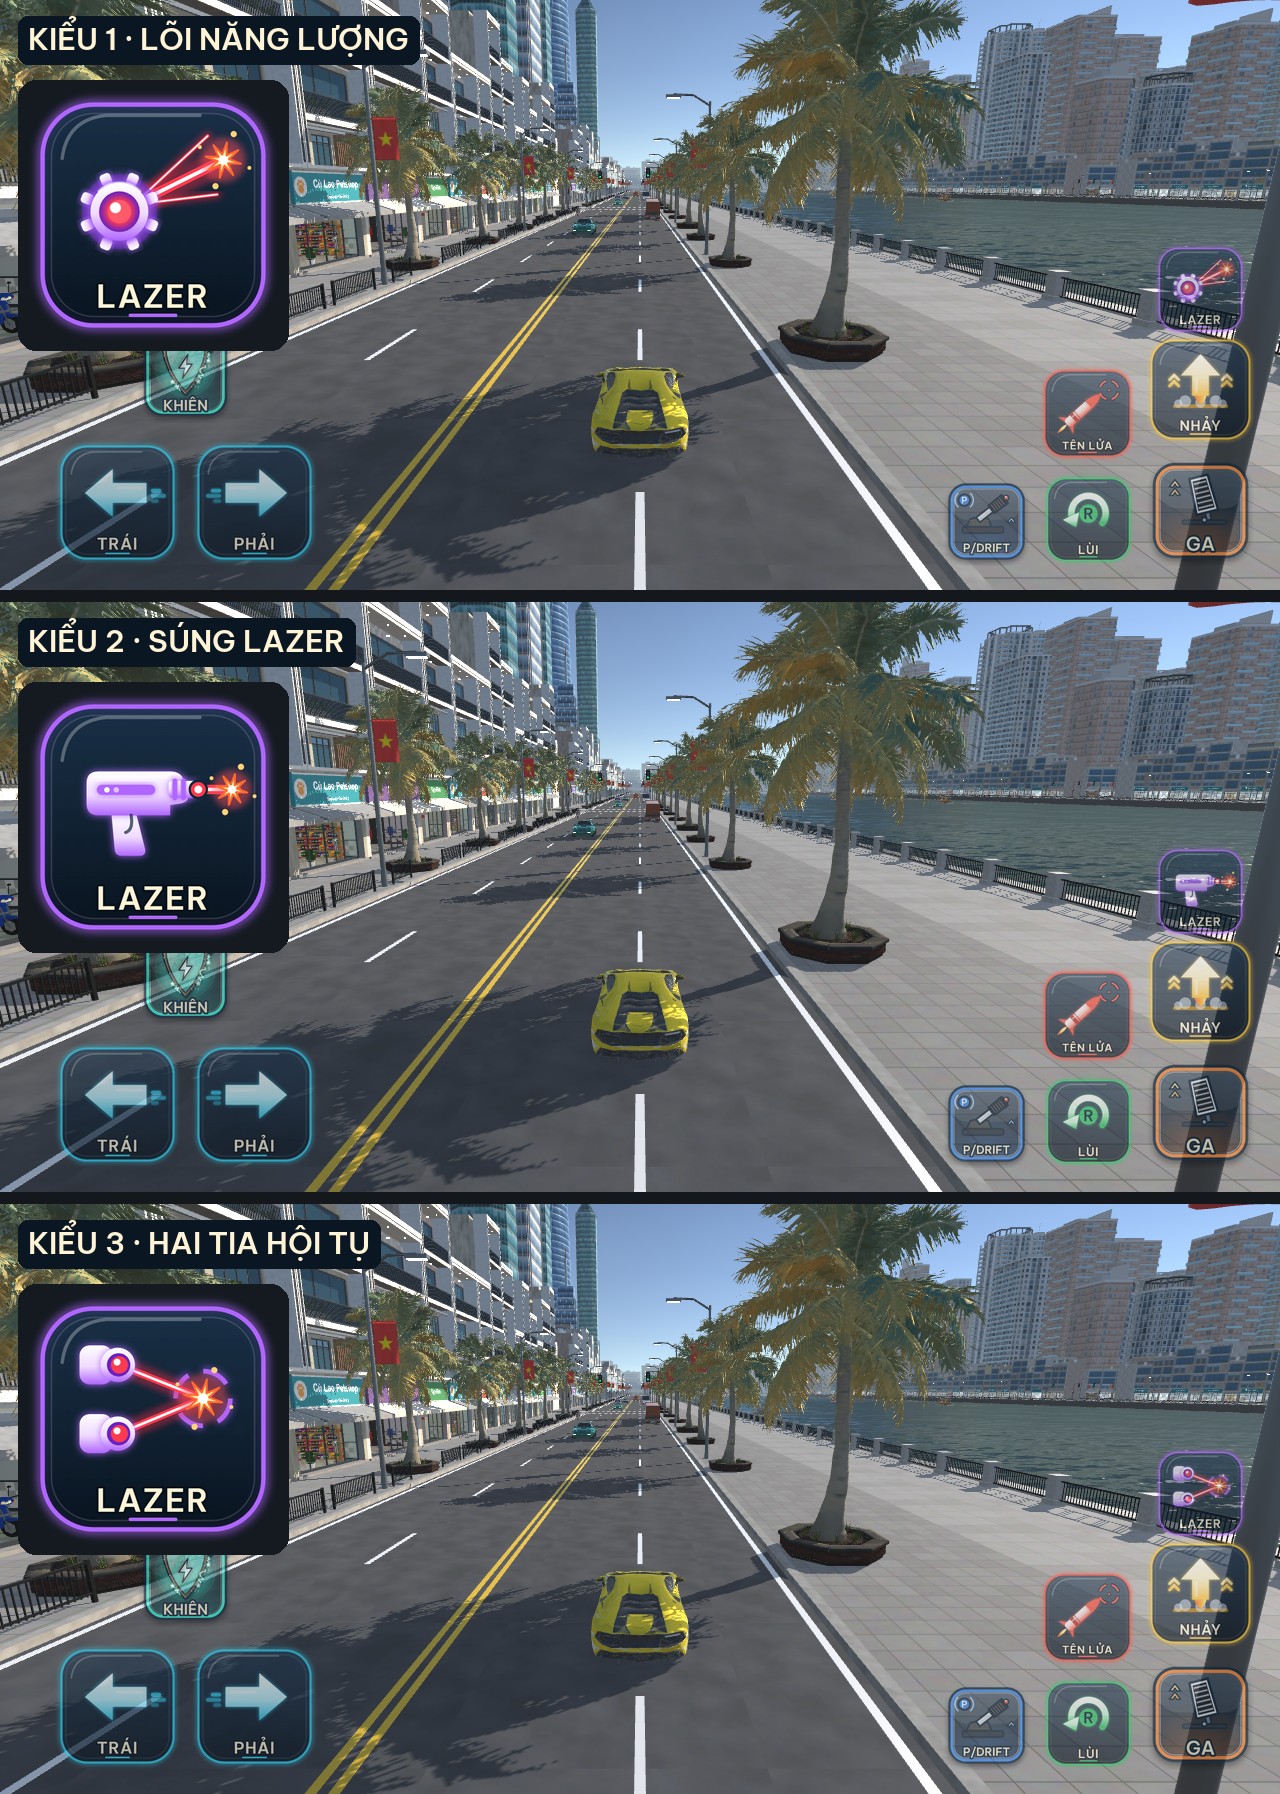 KIỂU 1 · LÕI NĂNG LƯỢNG
LAZER
LAZER
KHIÊN
NHẢY
TÊN LỬA
TRÁI
PHẢI
P
P/DRIFT
R
LÙI
GA
KIỂU 2 · SÚNG LAZER
LAZER
LAZER
KHIÊN
NHẢY
TÊN LỬA
TRÁI
PHẢI
P
P/DRIFT
R
LÙI
GA
KIỂU 3 · HAI TIA HỘI TỤ
LAZER
LAZER
KHIÊN
NHẢY
TÊN LỬA
TRÁI
PHẢI
P
P/DRIFT
R
LÙI
GA